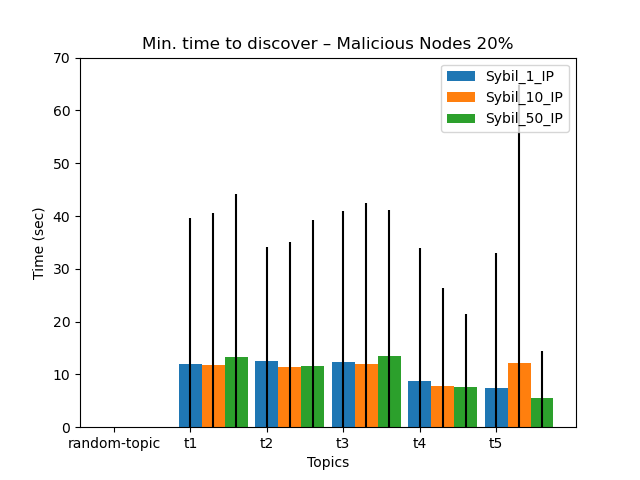 Min. time to discover – Malicious Nodes 20%
Sybil_1_IP
Sybil_10_IP
Sybil_50_IP
70
60
50
40
30
20
10
0
Time (sec)
random-topic t1 t2 t3 t4 t5
Topics